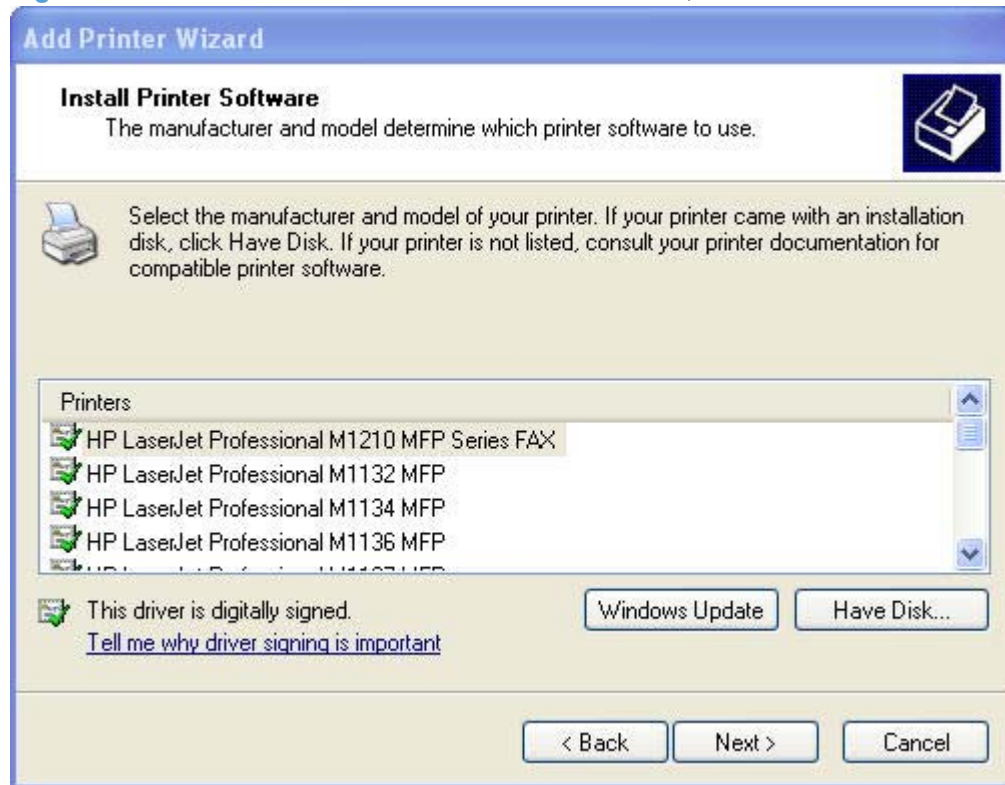 Add Printer Wizard
Install Printer Software
The manufacturer and model determine which printer software to use.
Select the manufacturer and model of your printer. If your printer came with an installation
disk, click Have Disk. If your printer is not listed, consult your printer documentation for
compatible printer software.
Printers
HP LaserJet Professional M1210 MFP Series FAX
HP LaserJet Professional M1132 MFP
HP LaserJet Professional M1134 MFP
HP LaserJet Professional M1136 MFP
This driver is digitally signed.
Tell me why driver signing is important
Windows Update
Have Disk...
< Back
Next >
Cancel